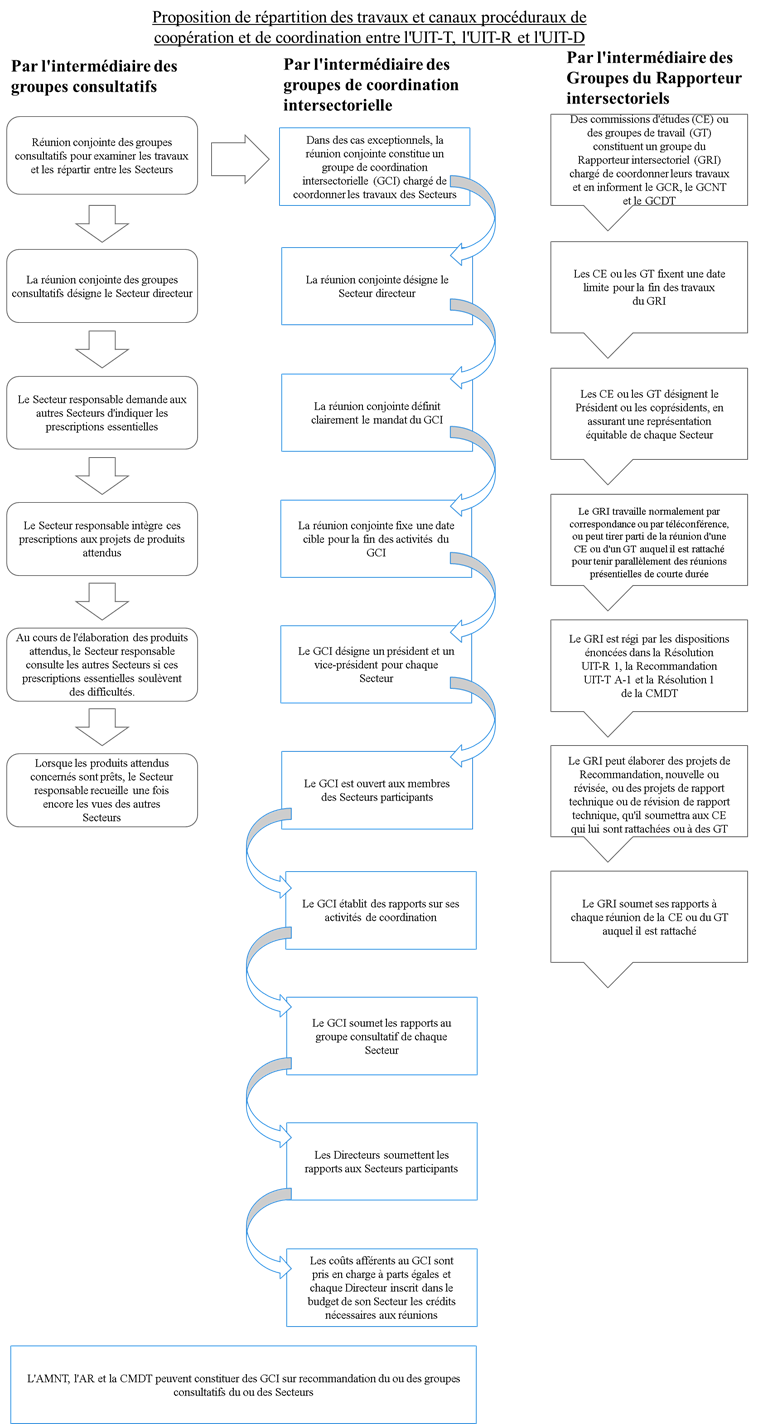 Proposition de répartition des travaux et canaux procéduraux de
coopération et de coordination entre l'UIT-T, l'UIT-R et l'UIT-D
Par l'intermédiaire des
groupes consultatifs
Réunion conjointe des groupes
consultatifs pour examiner les travaux
et les répartir entre les Secteurs
La réunion conjointe des groupes
consultatifs désigne le Secteur directeur
Le Secteur responsable demande aux
autres Secteurs d'indiquer les
prescriptions essentielles
Le Secteur responsable intègre ces
prescriptions aux projets de produits
attendus
Au cours de l'élaboration des produits
attendus, le Secteur responsable
consulte les autres Secteurs si ces
prescriptions essentielles soulèvent
des difficultés.
Lorsque les produits attendus
concernés sont prêts, le Secteur
responsable recueille une fois
encore les vues des autres
Secteurs
Par l'intermédiaire des
groupes de coordination
intersectorielle
Dans des cas exceptionnels, la
réunion conjointe constitue un
groupe de coordination
intersectorielle (GCI) chargé de
coordonner les travaux des Secteurs
La réunion conjointe désigne le
Secteur directeur
La réunion conjointe définit
clairement le mandat du GCI
La réunion conjointe fixe une date
cible pour la fin des activités du
GCI
Le GCI désigne un président et un
vice-président pour chaque
Secteur
Le GCI est ouvert aux membres
des Secteurs participants
Le GCI établit des rapports sur ses
activités de coordination
Le GCI soumet les rapports au
groupe consultatif de chaque
Secteur
Les Directeurs soumettent les
rapports aux Secteurs participants
Les coûts afférents au GCI sont
pris en charge à parts égales et
chaque Directeur inscrit dans le
budget de son Secteur les crédits
nécessaires aux réunions
Par l'intermédiaire des
Groupes du Rapporteur
intersectoriels
Des commissions d'études (CE) ou
des groupes de travail (GT)
constituent un groupe du
Rapporteur intersectoriel (GRI)
chargé de coordonner leurs travaux
et en informent le GCR, le GCNT
et le GCDT
Les CE ou les GT fixent une date
limite pour la fin des travaux
du GRI
Les CE ou les GT désignent le
Président ou les coprésidents, en
assurant une représentation
équitable de chaque Secteur
Le GRI travaille normalement par
correspondance ou par téléconférence,
ou peut tirer parti de la réunion d'une
CE ou d'un GT auquel il est rattaché
pour tenir parallèlement des réunions
présentielles de courte durée
Le GRI est régi par les dispositions
énoncées dans la Résolution
UIT-R 1, la Recommandation
UIT-T A-1 et la Résolution 1
de la CMDT
Le GRI peut élaborer des projets de
Recommandation, nouvelle ou
révisée, ou des projets de rapport
technique ou de révision de rapport
technique, qu'il soumettra aux CE
qui lui sont rattachées ou à des GT
Le GRI soumet ses rapports à
chaque réunion de la CE ou du GT
auquel il est rattaché
L'AMNT, l'AR et la CMDT peuvent constituer des GCI sur recommandation du ou des groupes
consultatifs du ou des Secteurs